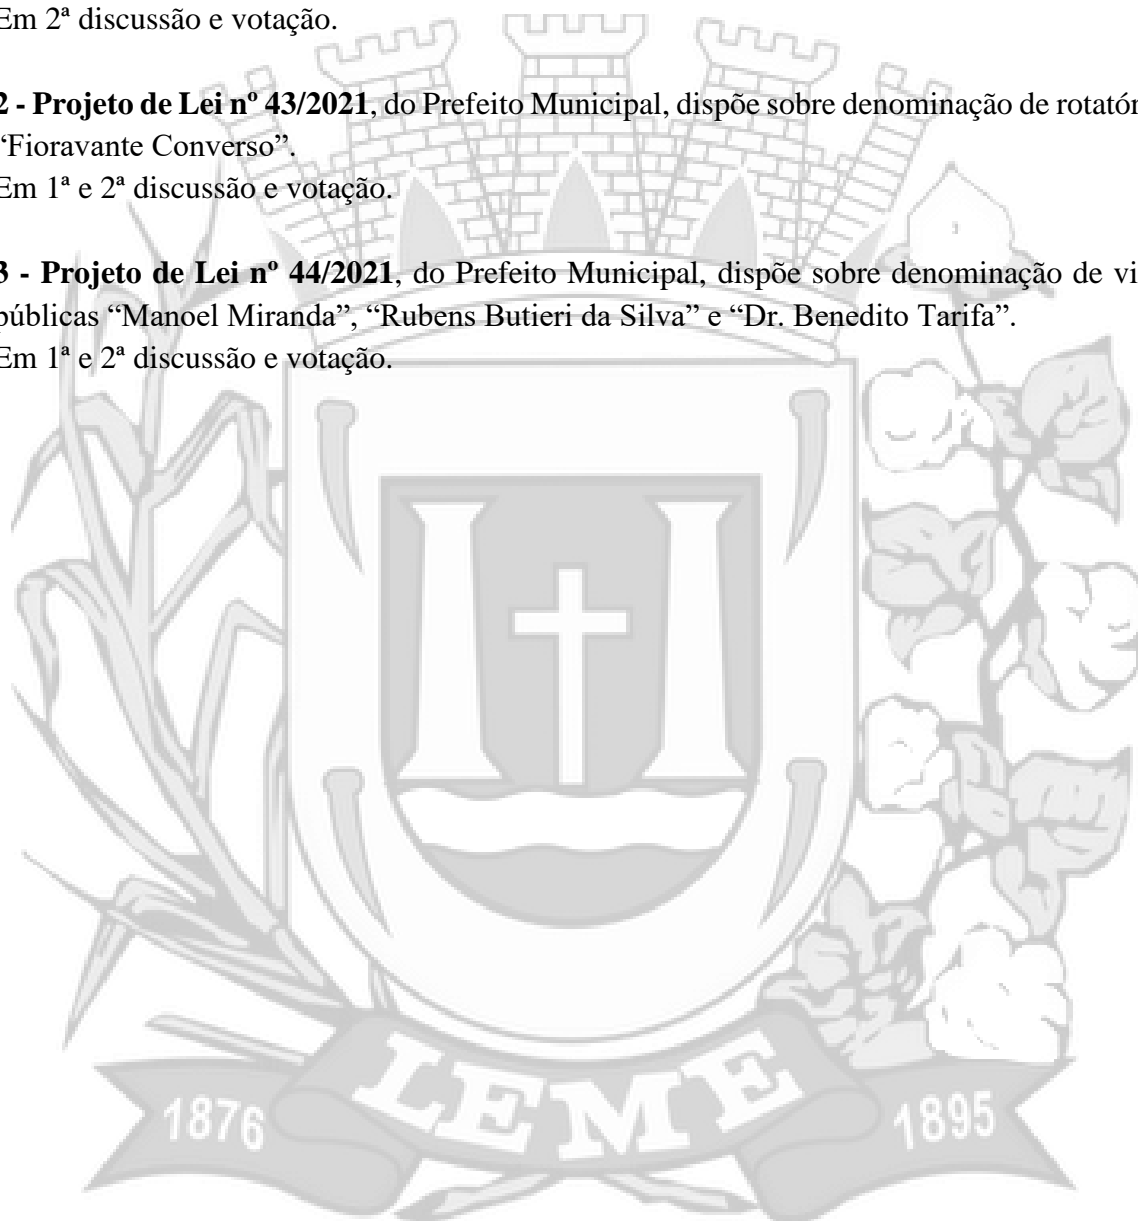 Em 2ª discussão e votação.
2 - Projeto de Lei nº 43/2021, do Prefeito Municipal, dispõe sobre denominação de rotatór
“Fioravante Converso”.
Em 1ª e 2ª discussão e votação.
3 - Projeto de Lei nº 44/2021, do Prefeito Municipal, dispõe sobre denominação de vi
públicas “Manoel Miranda”, “Rubens Butieri da Silva” e “Dr. Benedito Tarifa”.
Em 1ª e 2ª discussão e votação.
LEME
1876
1895